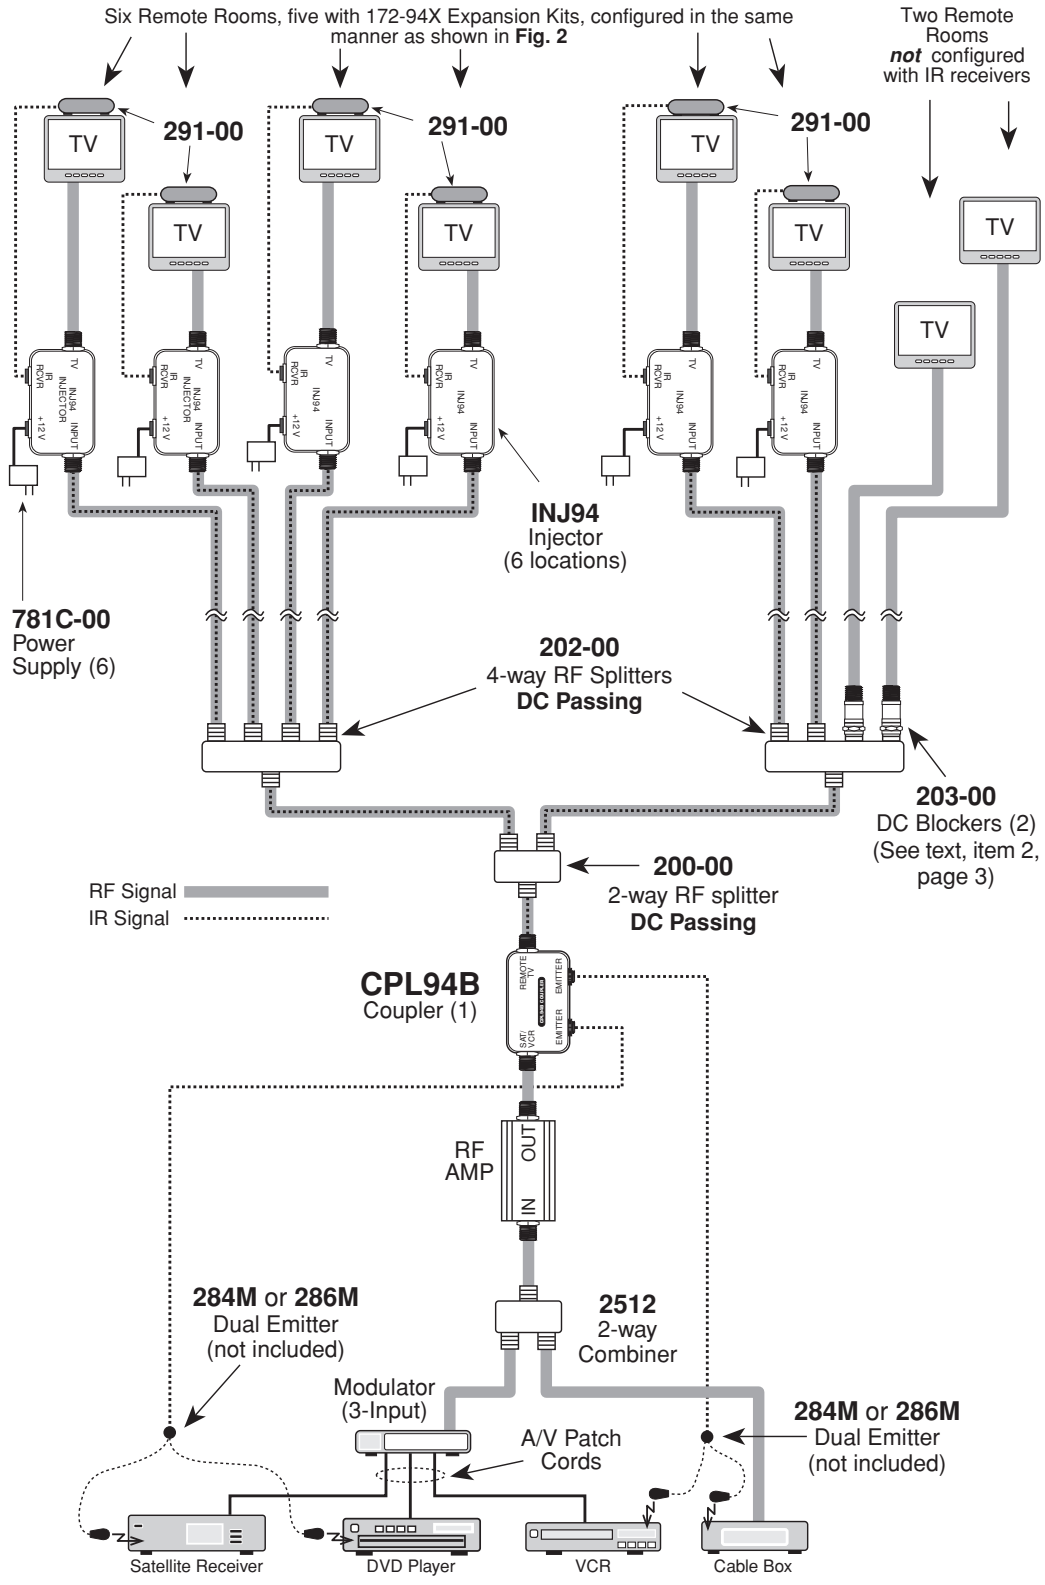 Six Remote Rooms, five with 172-94X Expansion Kits, configured in the same
manner as shown in Fig. 2
Two Remote
Rooms
not configured
with IR receivers
291-00
291-00
291-00
TV
TV
TV
TV
TV
TV
TV
TV
TV
IR
RCVR
INJ94
INJECTOR
+12 V
INPUT
TV
IR
RCVR
INJ94
INJECTOR
+12 V
INPUT
TV
IR
RCVR
INJ94
+12 V
INPUT
TV
IR
RCVR
INJ94
+12 V
INPUT
TV
IR
RCVR
INJ94
+12 V
INPUT
TV
IR
RCVR
INJ94
+12 V
INPUT
INJ94
Injector
(6 locations)
781C-00
Power
Supply (6)
202-00
4-way RF Splitters
DC Passing
203-00
DC Blockers (2)
(See text, item 2,
page 3)
200-00
2-way RF splitter
DC Passing
RF Signal
IR Signal
CPL94B
Coupler (1)
REMOTE
TV
EMITTER
EMITTER
SAT/
VCR
RF
AMP
OUT
IN
284M or 286M
Dual Emitter
(not included)
2512
2-way
Combiner
Modulator
(3-Input)
A/V Patch
Cords
284M or 286M
Dual Emitter
(not included)
Satellite Receiver
DVD Player
VCR
Cable Box